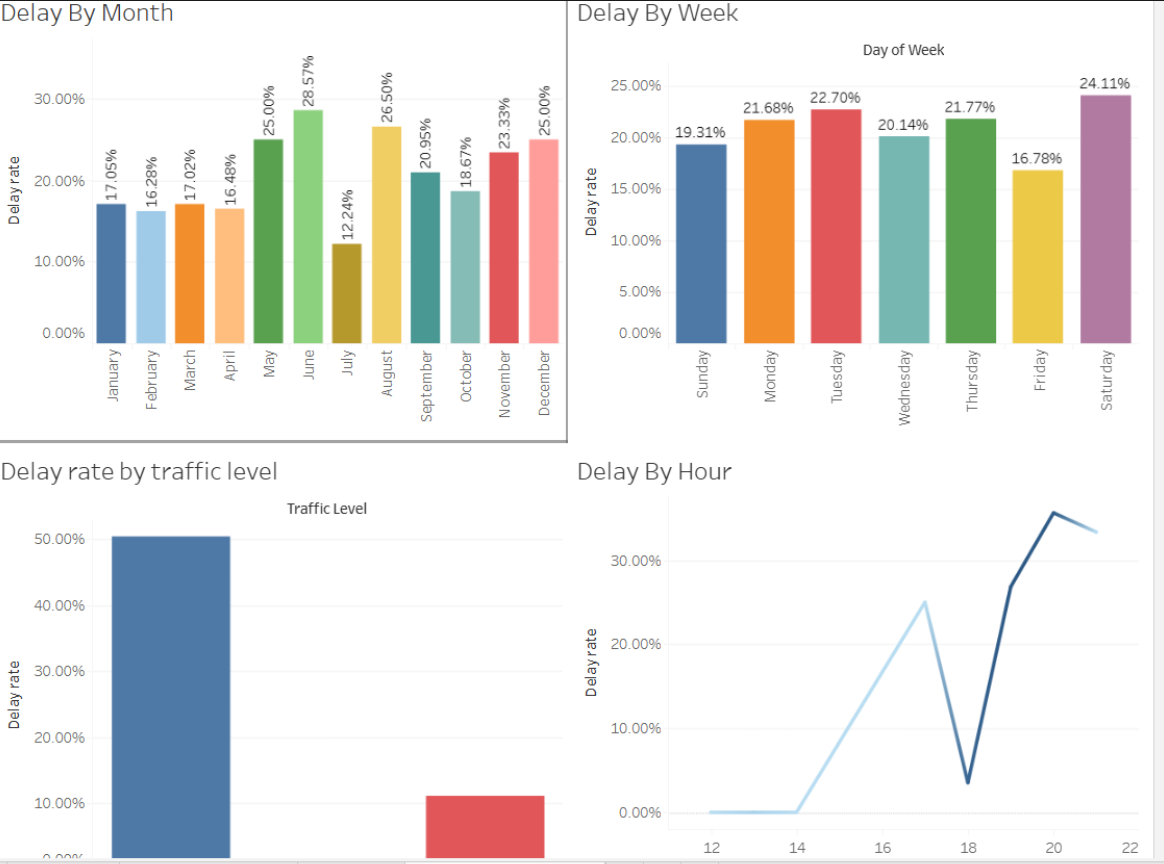 Delay By Month
Delay rate
30.00%
20.00%
10.00%
0.00%
17.05%
16.28%
17.02%
16.48%
25.00%
28.57%
12.24%
26.50%
20.95%
18.67%
23.33%
25.00%
January
February
March
April
May
June
July
August
September
October
November
December
Delay By Week
Day of Week
Delay rate
25.00%
20.00%
15.00%
10.00%
5.00%
0.00%
19.31%
21.68%
22.70%
20.14%
21.77%
16.78%
24.11%
Sunday
Monday
Tuesday
Wednesday
Thursday
Friday
Saturday
Delay rate by traffic level
Traffic Level
Delay rate
50.00%
40.00%
30.00%
20.00%
10.00%
0.00%
Delay By Hour
Delay rate
30.00%
20.00%
10.00%
0.00%
12 14 16 18 20 22